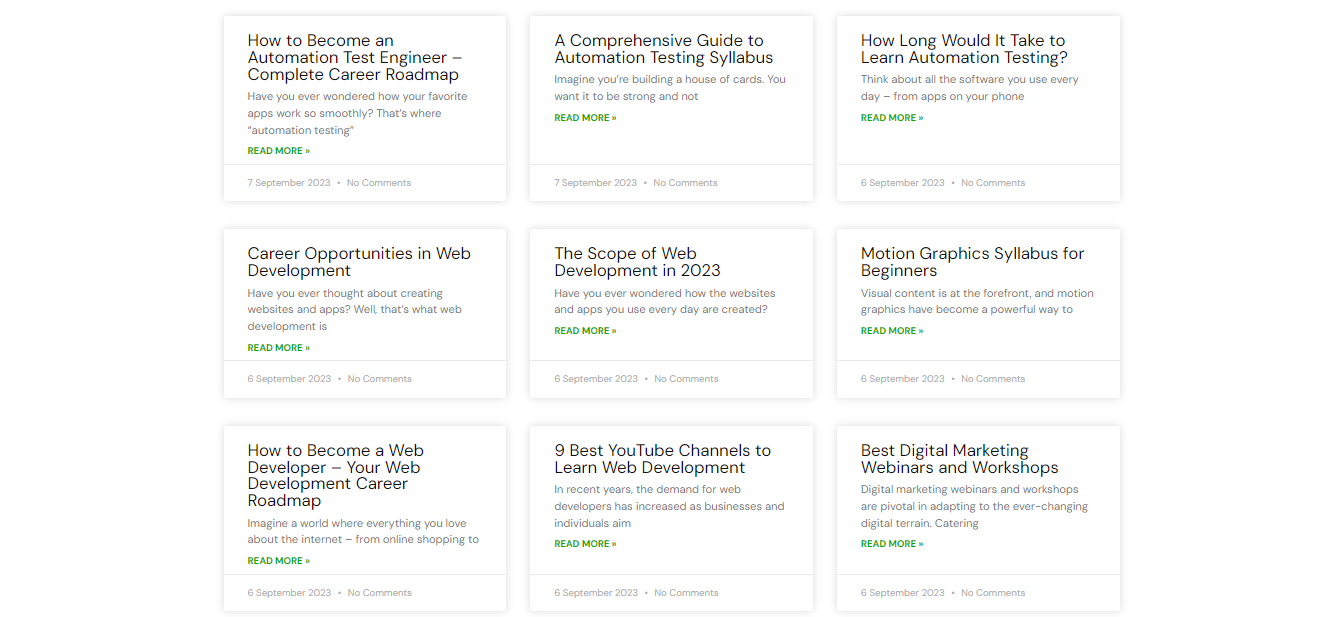 How to Become an
Automation Test Engineer –
Complete Career Roadmap
Have you ever wondered how your favorite
apps work so smoothly? That's where
"automation testing"
READ MORE »
7 September 2023 • No Comments
A Comprehensive Guide to
Automation Testing Syllabus
Imagine you're building a house of cards. You
want it to be strong and not
READ MORE »
7 September 2023 • No Comments
How Long Would It Take to
Learn Automation Testing?
Think about all the software you use every
day – from apps on your phone
READ MORE »
6 September 2023 • No Comments
Career Opportunities in Web
Development
Have you ever thought about creating
websites and apps? Well, that's what web
development is
READ MORE »
6 September 2023 • No Comments
The Scope of Web
Development in 2023
Have you ever wondered how the websites
and apps you use every day are created?
READ MORE »
6 September 2023 • No Comments
Motion Graphics Syllabus for
Beginners
Visual content is at the forefront, and motion
graphics have become a powerful way to
READ MORE »
6 September 2023 • No Comments
How to Become a Web
Developer – Your Web
Development Career
Roadmap
Imagine a world where everything you love
about the internet – from online shopping to
READ MORE »
6 September 2023 • No Comments
9 Best YouTube Channels to
Learn Web Development
In recent years, the demand for web
developers has increased as businesses and
individuals aim
READ MORE »
6 September 2023 • No Comments
Best Digital Marketing
Webinars and Workshops
Digital marketing webinars and workshops
are pivotal in adapting to the ever-changing
digital terrain. Catering
READ MORE »
6 September 2023 • No Comments